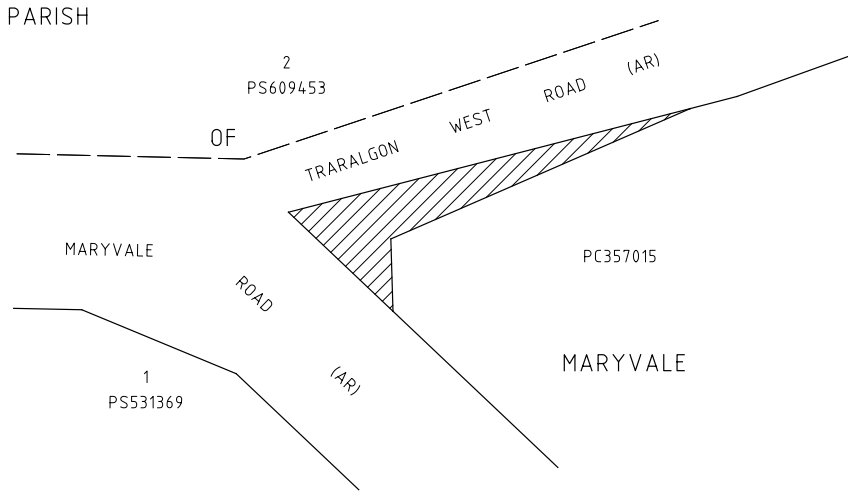 PARISH
2
PS609453
OF
TRARALGON WEST ROAD (AR)
MARYVALE ROAD (AR)
PC357015
MARYVALE
1
PS531369